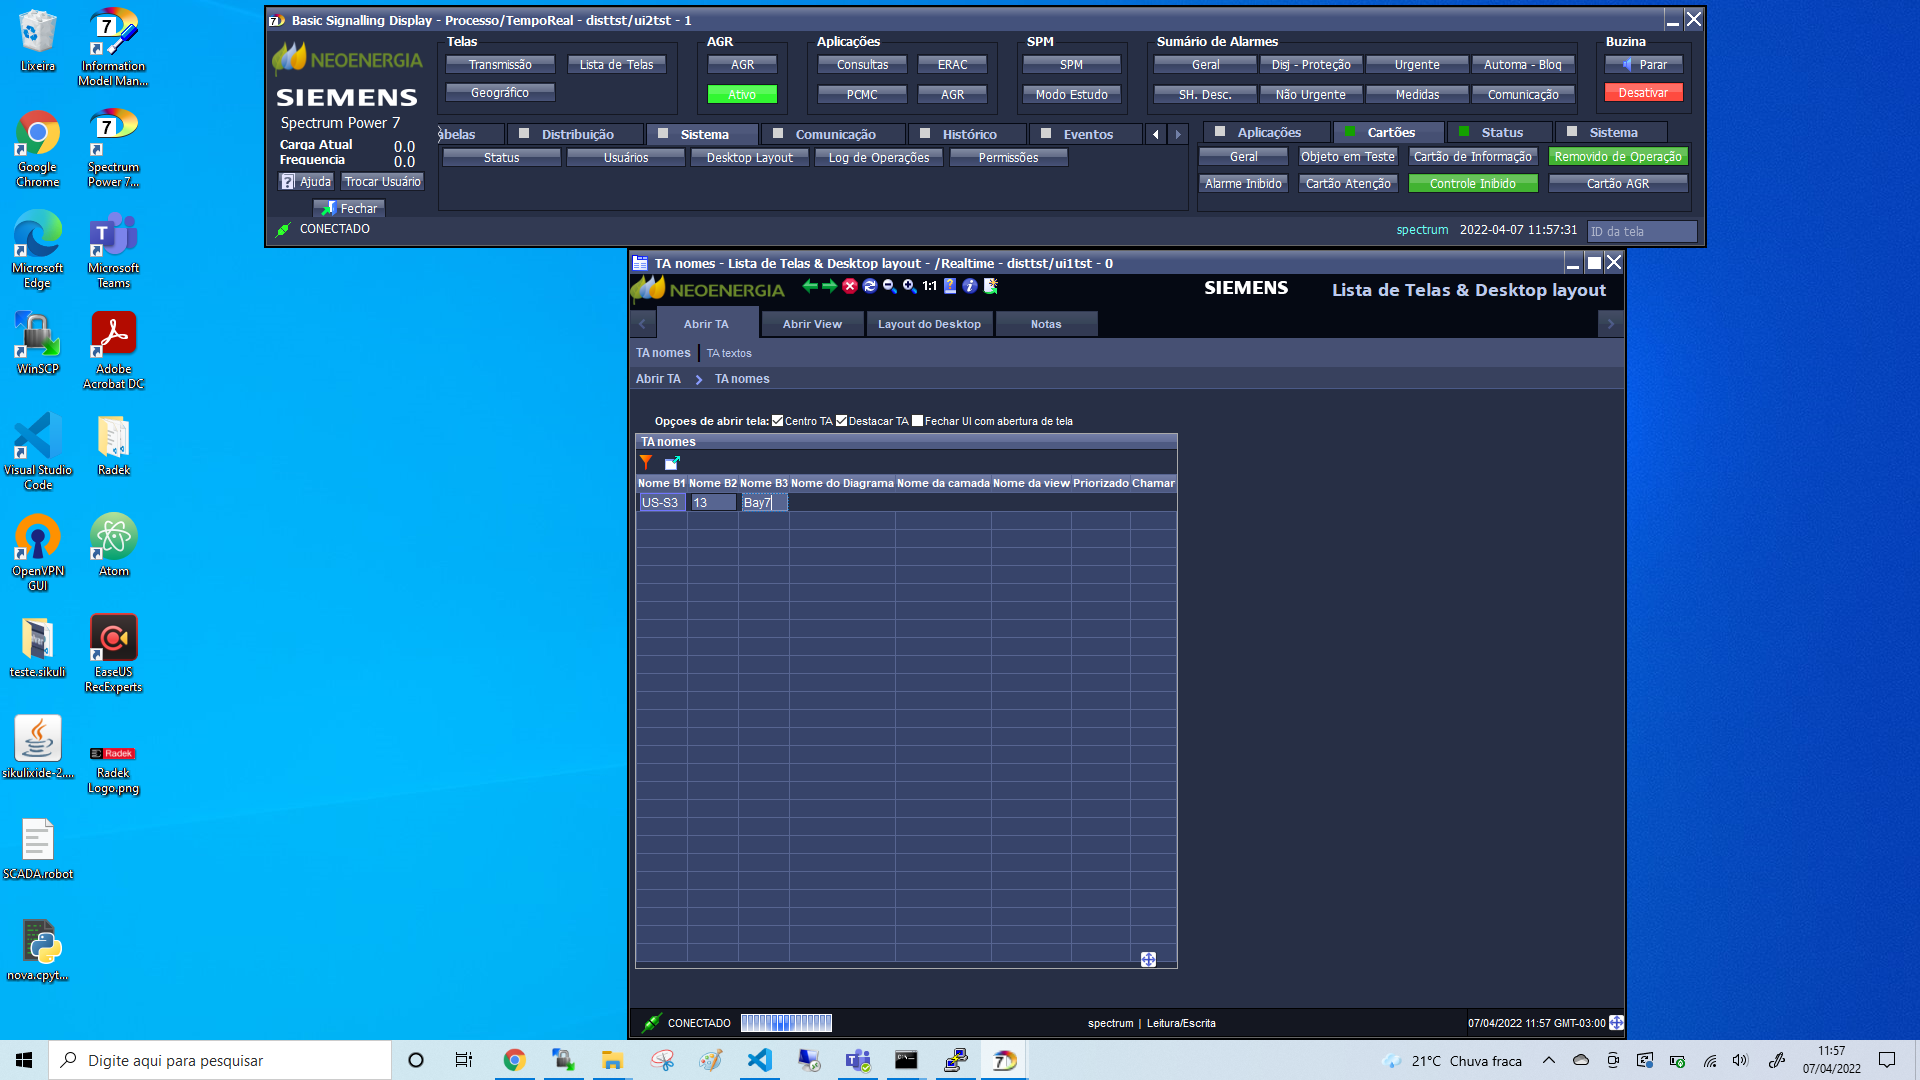 Lixeira
Information Model Man...
Google Chrome
Spectrum Power 7...
Microsoft Edge
Microsoft Teams
WinSCP
Adobe Acrobat DC
Visual Studio Code
Radek
OpenVPN GUI
Atom
teste.sikuli
EaseUS RecExperts
sikulixide-2....
Radek
Radek Logo.png
SCADA.robot
nova.cpyt...
Basic Signalling Display - Processo/TempoReal - disttst/ui2tst - 1
NEOENERGIA
SIEMENS
Spectrum Power 7
Carga Atual 0.0
Frequencia 0.0
Ajuda Trocar Usuário
Fechar
CONECTADO
Telas
Transmissão Lista de Telas
Geográfico
AGR
AGR
Ativo
Aplicações
Consultas ERAC
PCMC AGR
SPM
SPM
Modo Estudo
Sumário de Alarmes
Geral Disj - Proteção Urgente Automa - Bloq
SH. Desc. Não Urgente Medidas Comunicação
Buzina
Parar
Desativar
abelas Distribuição Sistema Comunicação Histórico Eventos
Status Usuários Desktop Layout Log de Operações Permissões
Aplicações Cartões Status Sistema
Geral Objeto em Teste Cartão de Informação Removido de Operação
Alarme Inibido Cartão Atenção Controle Inibido Cartão AGR
spectrum 2022-04-07 11:57:31 ID da tela
TA nomes - Lista de Telas & Desktop layout - /Realtime - disttst/ui1tst - 0
NEOENERGIA 1:1 SIEMENS Lista de Telas & Desktop layout
Abrir TA Abrir View Layout do Desktop Notas
TA nomes TA textos
Abrir TA > TA nomes
Opçoes de abrir tela: Centro TA Destacar TA Fechar UI com abertura de tela
TA nomes
Nome B1 Nome B2 Nome B3 Nome do Diagrama Nome da camada Nome da view Priorizado Chamar
US-S3 13 Bay7
CONECTADO spectrum | Leitura/Escrita 07/04/2022 11:57 GMT-03:00
Digite aqui para pesquisar
21°C Chuva fraca
11:57
07/04/2022